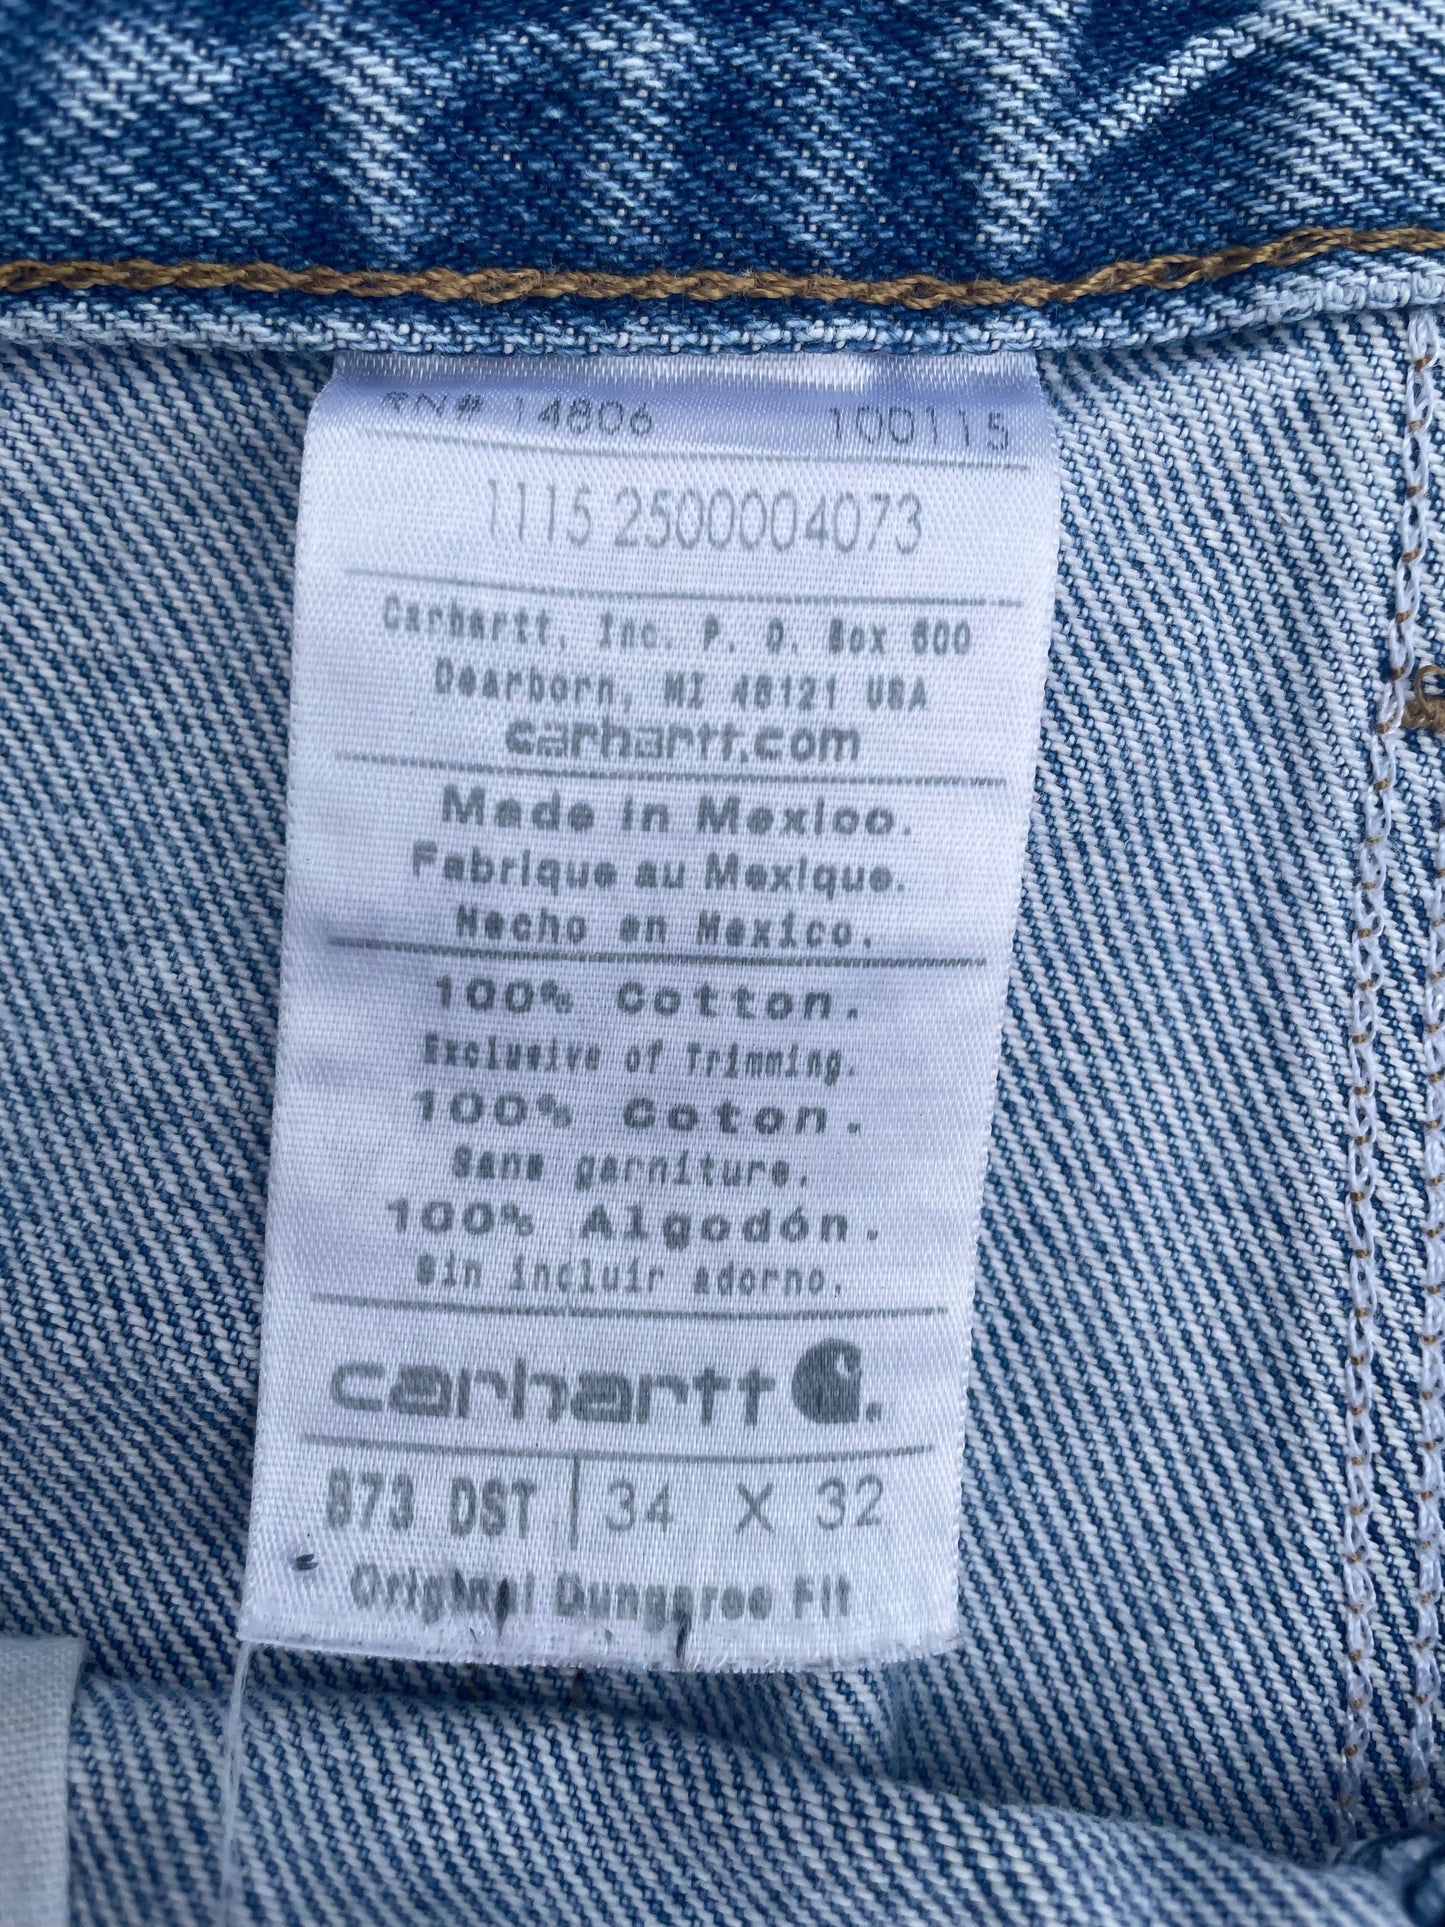 RN# 14806 100115
1115 2500004073
Carhartt, Inc. P. O. Box 600
Dearborn, MI 48121 USA
carhartt.com
Made in Mexico.
Fabrique au Mexique.
Hecho en Mexico.
100% Cotton.
Exclusive of Trimming.
100% Coton.
Sans garniture.
100% Algodón.
Sin incluir adorno.
carhartt
B73 DST | 34 X 32
Original Dungaree Fit